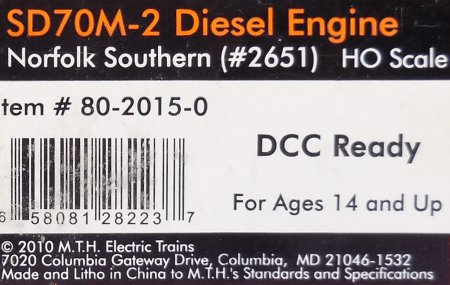 SD70M-2 Diesel Engine
Norfolk Southern (#2651) HO Scale
Item # 80-2015-0
DCC Ready
6 58081 28223 7
For Ages 14 and Up
© 2010 M.T.H. Electric Trains
7020 Columbia Gateway Drive, Columbia, MD 21046-1532
Made and Litho in China to M.T.H.'s Standards and Specifications